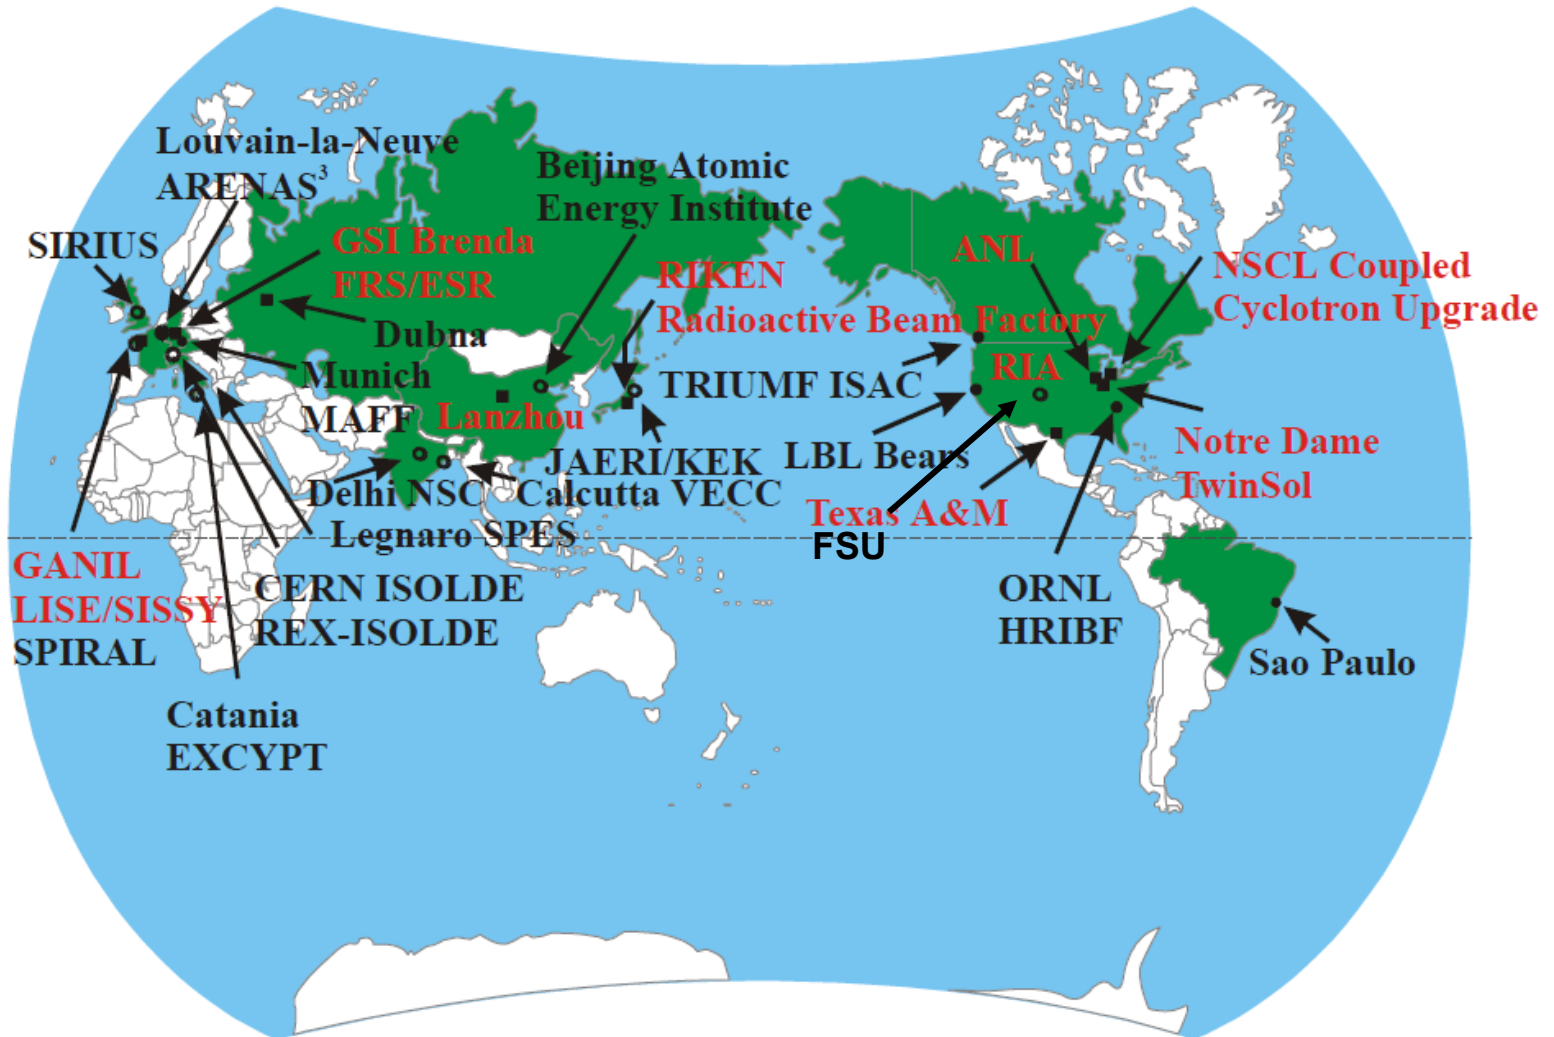 Louvain-la-Neuve
ARENAS³
Beijing Atomic
Energy Institute
SIRIUS
GSI Brenda
FRS/ESR
ANL
NSCL Coupled
Cyclotron Upgrade
RIKEN
Radioactive Beam Factory
Dubna
Munich
MAFF
Lanzhou
TRIUMF ISAC
RIA
JAERI/KEK
LBL Bears
Notre Dame
TwinSol
Delhi NSC
Calcutta VECC
Legnaro SPES
Texas A&M
FSU
GANIL
LISE/SISSY
SPIRAL
CERN ISOLDE
REX-ISOLDE
ORNL
HRIBF
Sao Paulo
Catania
EXCYPT